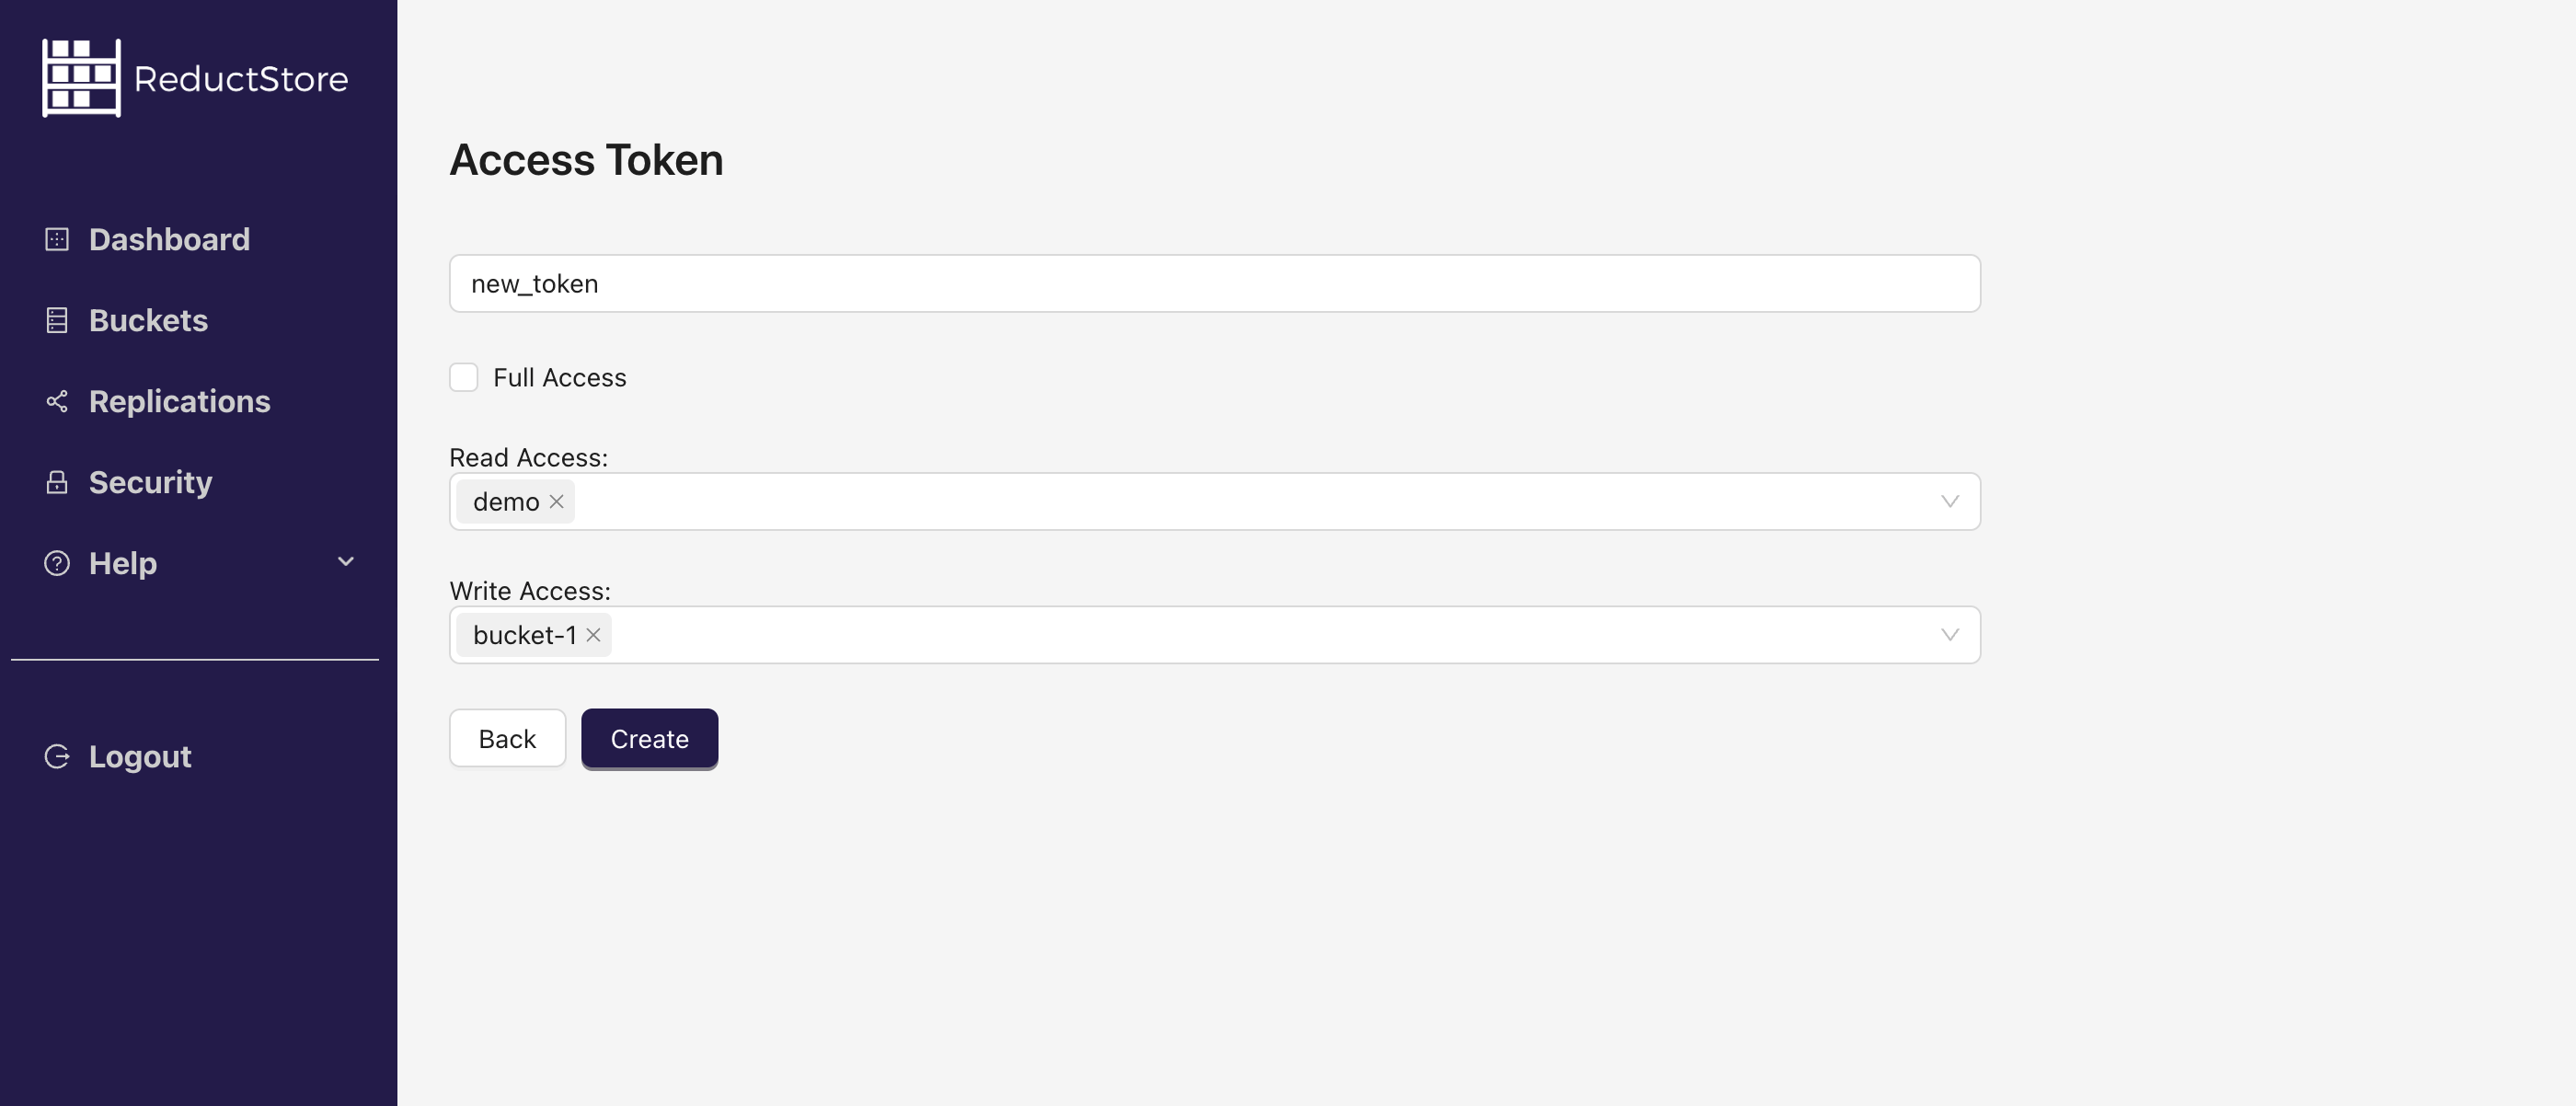 ReductStore
Dashboard
Buckets
Replications
Security
Help
Logout
Access Token
new_token
Full Access
Read Access:
demo
Write Access:
bucket-1
Back
Create